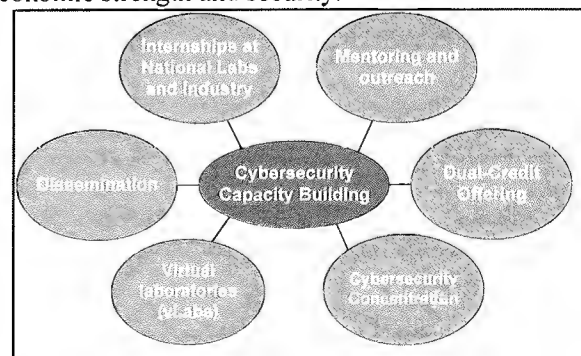 economic strength and security.
Internships at
National Labs
and Industry
Mentoring and
outreach
Dissemination
Cybersecurity
Capacity Building
Dual-Credit
Offering
Virtual
laboratories
(vLabs)
Cybersecurity
Concentration